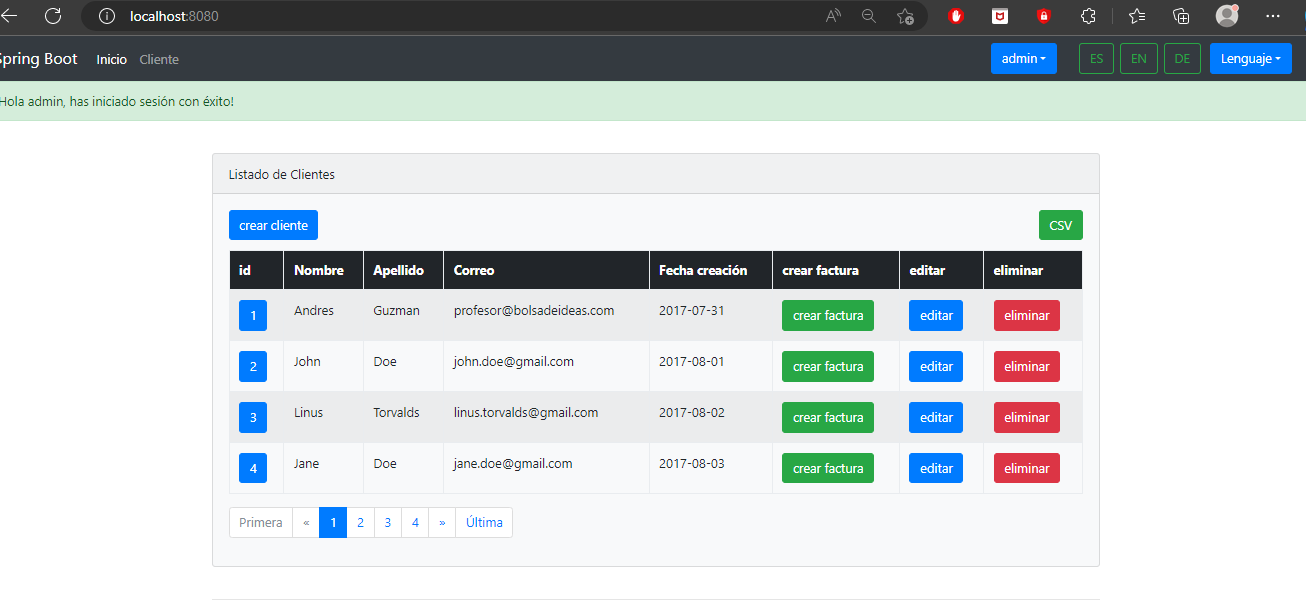 localhost:8080
Spring Boot Inicio Cliente admin ES EN DE Lenguaje
Hola admin, has iniciado sesión con éxito!
Listado de Clientes
crear cliente CSV
id Nombre Apellido Correo Fecha creación crear factura editar eliminar
1 Andres Guzman profesor@bolsadeideas.com 2017-07-31 crear factura editar eliminar
2 John Doe john.doe@gmail.com 2017-08-01 crear factura editar eliminar
3 Linus Torvalds linus.torvalds@gmail.com 2017-08-02 crear factura editar eliminar
4 Jane Doe jane.doe@gmail.com 2017-08-03 crear factura editar eliminar
Primera « 1 2 3 4 » Última